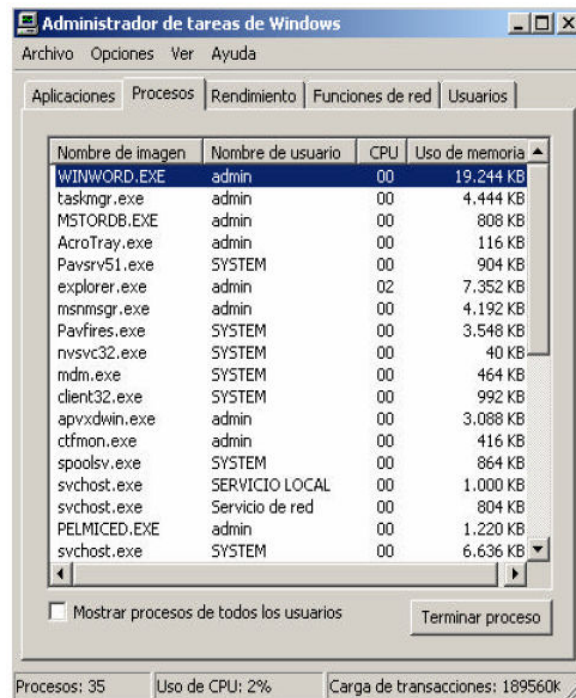 Administrador de tareas de Windows
Archivo Opciones Ver Ayuda
Aplicaciones Procesos Rendimiento Funciones de red Usuarios
Nombre de imagen Nombre de usuario CPU Uso de memoria
WINWORD.EXE admin 00 19.244 KB
taskmgr.exe admin 00 4.444 KB
MSTORDB.EXE admin 00 808 KB
AcroTray.exe admin 00 116 KB
Pavsrv51.exe SYSTEM 00 904 KB
explorer.exe admin 02 7.352 KB
msnmsgr.exe admin 00 4.192 KB
Pavfires.exe SYSTEM 00 3.548 KB
nvsvc32.exe SYSTEM 00 40 KB
mdm.exe SYSTEM 00 464 KB
client32.exe SYSTEM 00 992 KB
apvxdwin.exe admin 00 3.088 KB
ctfmon.exe admin 00 416 KB
spoolsv.exe SYSTEM 00 864 KB
svchost.exe SERVICIO LOCAL 00 1.000 KB
svchost.exe Servicio de red 00 804 KB
PELMICED.EXE admin 00 1.220 KB
svchost.exe SYSTEM 00 6.636 KB
Mostrar procesos de todos los usuarios
Terminar proceso
Procesos: 35 Uso de CPU: 2% Carga de transacciones: 189560K